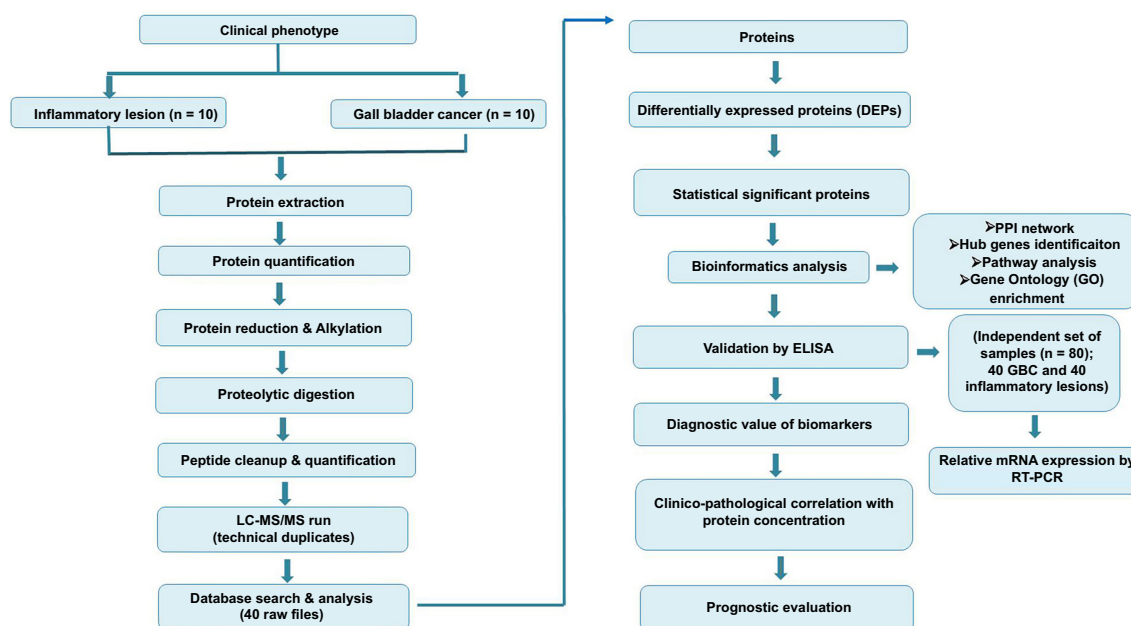 Clinical phenotype
Inflammatory lesion (n = 10)
Gall bladder cancer (n = 10)
Protein extraction
Protein quantification
Protein reduction & Alkylation
Proteolytic digestion
Peptide cleanup & quantification
LC-MS/MS run
(technical duplicates)
Database search & analysis
(40 raw files)
Proteins
Differentially expressed proteins (DEPs)
Statistical significant proteins
Bioinformatics analysis
➢PPI network
➢Hub genes identificaiton
➢Pathway analysis
➢Gene Ontology (GO)
enrichment
Validation by ELISA
(Independent set of
samples (n = 80);
40 GBC and 40
inflammatory lesions)
Relative mRNA expression by
RT-PCR
Diagnostic value of biomarkers
Clinico-pathological correlation with
protein concentration
Prognostic evaluation